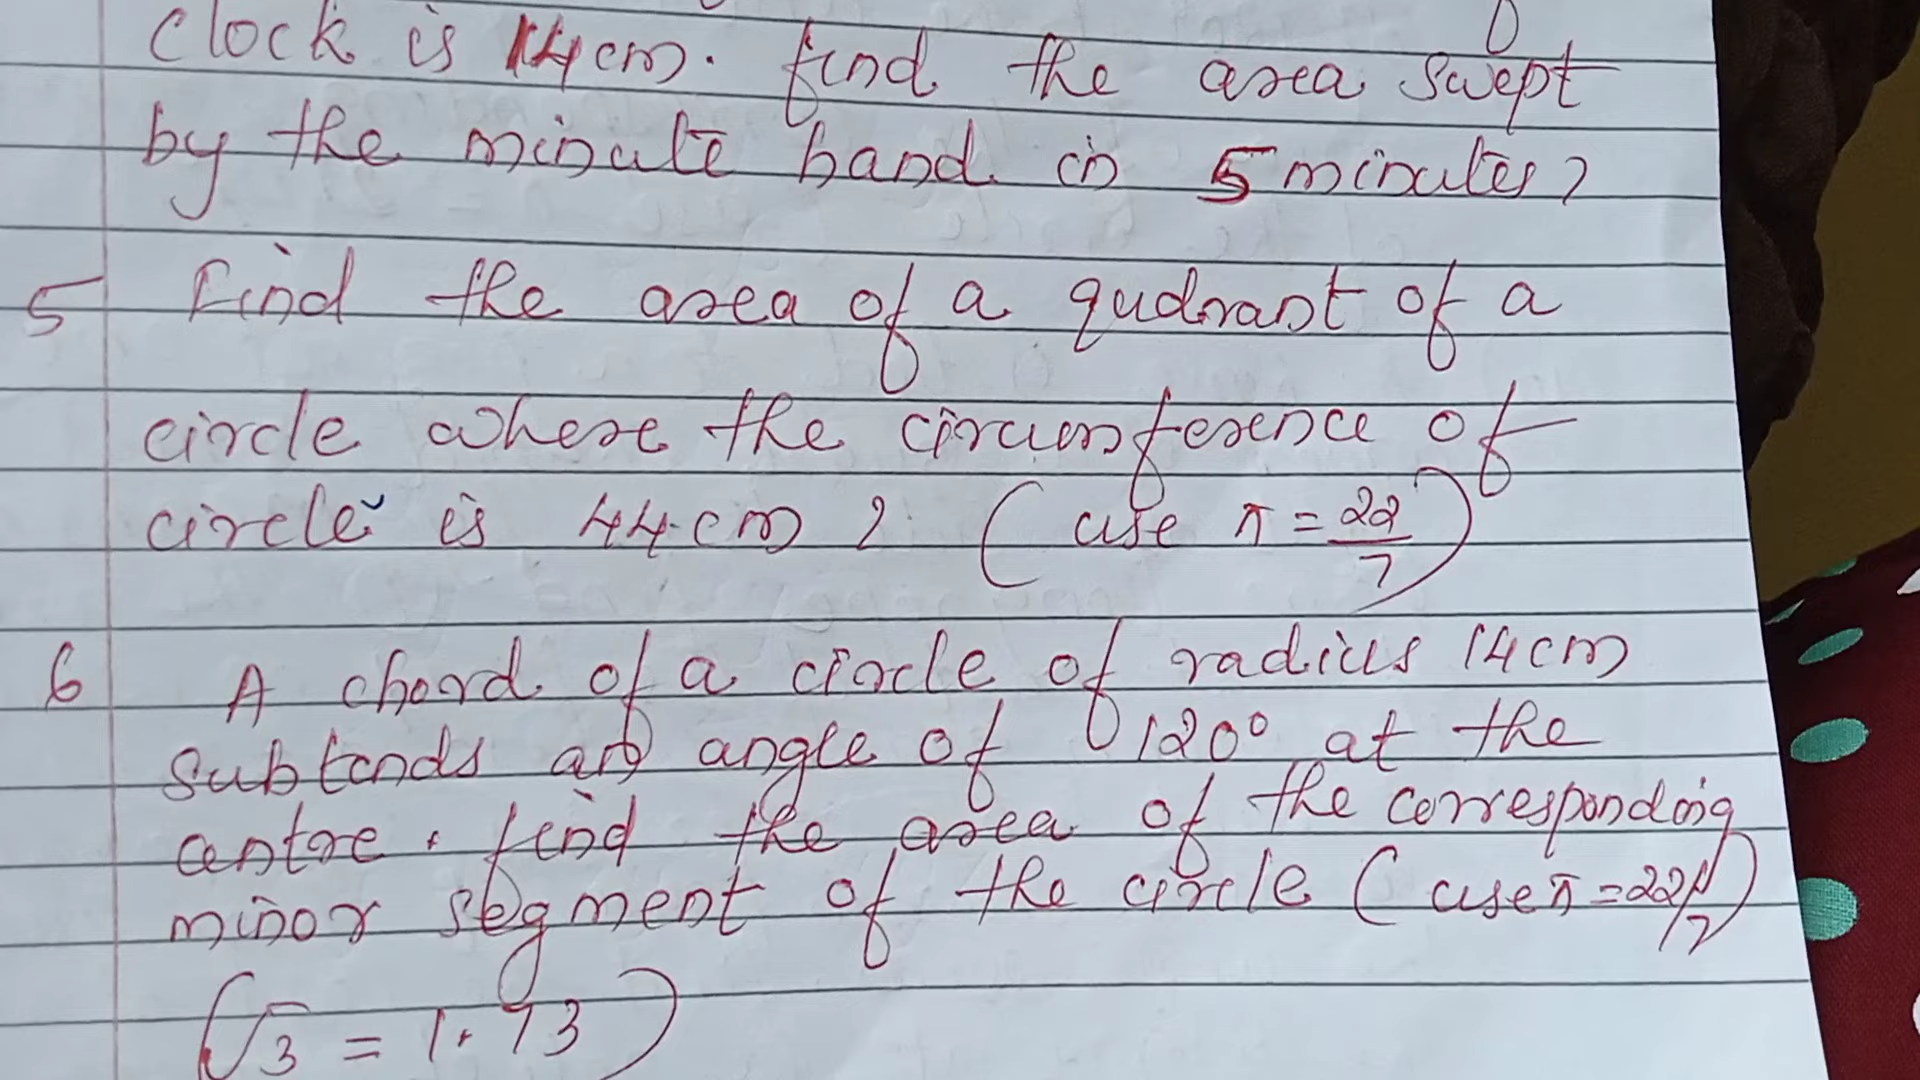 clock is 14cm. find the area swept
by the minute hand in 5 minutes?
5 Find the area of a qudrant of a
circle where the circumference of
circle is 44cm ? (use π = 22/7)
6 A chord of a circle of radius 14cm
subtends an angle of 120° at the
centre. find the area of the corresponding
minor segment of the circle (use π = 22/7)
(√3 = 1.73)